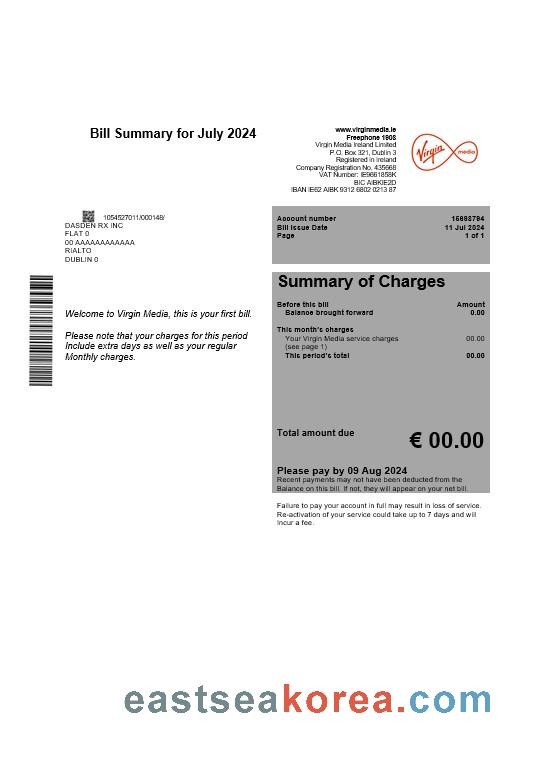 Bill Summary for July 2024
www.virginmedia.ie
Freephone 1908
Virgin Media Ireland Limited
P.O. Box 321, Dublin 3
Registered in Ireland
Company Registration No. 435668
VAT Number: IE9661858K
BIC AIBKIE2D
IBAN IE62 AIBK 9312 6802 0213 87
Virgin media
1054527011/000148/
DASDEN RX INC
FLAT 0
00 AAAAAAAAAAAA
RIALTO
DUBLIN 0
Account number 15693794
Bill Issue Date 11 Jul 2024
Page 1 of 1
Summary of Charges
Before this bill Amount
Balance brought forward 0.00
This month's charges
Your Virgin Media service charges 00.00
(see page 1)
This period's total 00.00
Welcome to Virgin Media, this is your first bill.
Please note that your charges for this period
Include extra days as well as your regular
Monthly charges.
Total amount due € 00.00
Please pay by 09 Aug 2024
Recent payments may not have been deducted from the
Balance on this bill. If not, they will appear on your net bill.
Failure to pay your account in full may result in loss of service.
Re-activation of your service could take up to 7 days and will
Incur a fee.
eastseakorea.com